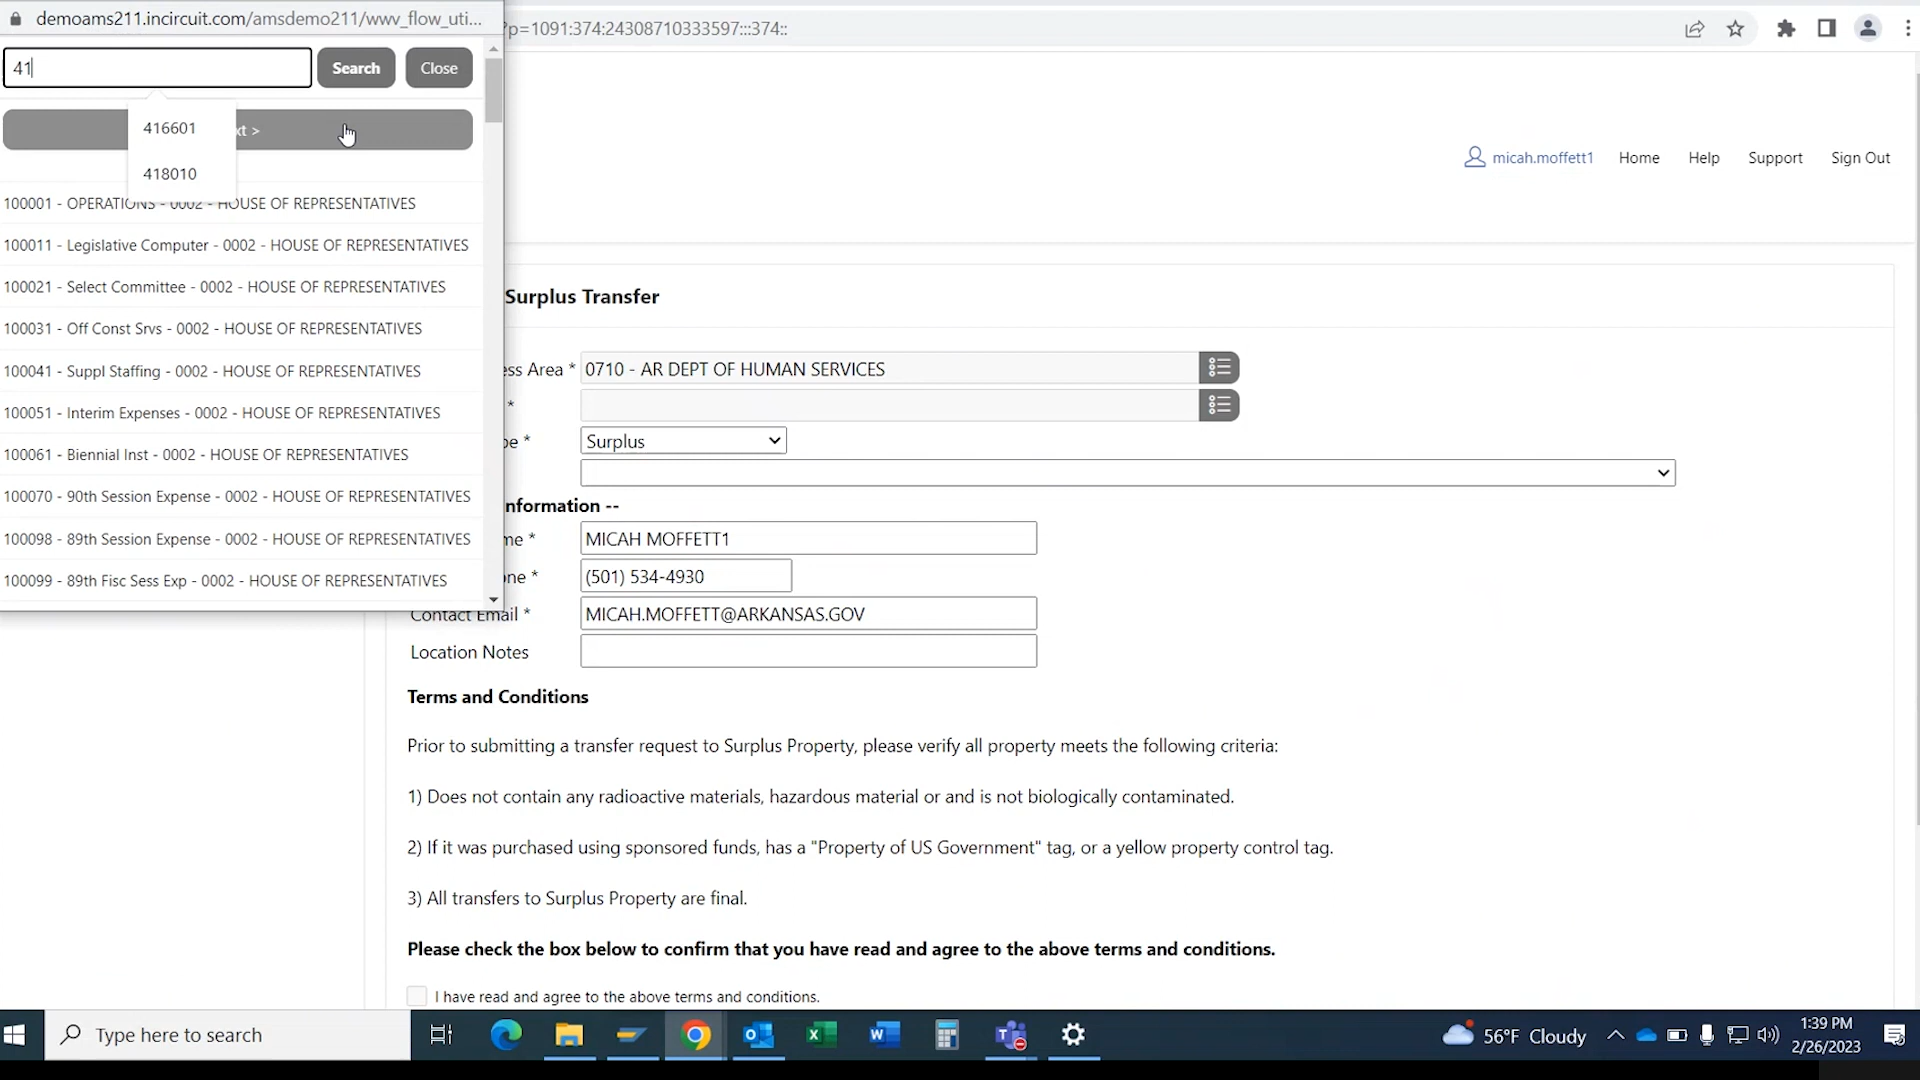 demoams211.incircuit.com/amsdemo211/wwv_flow_uti...
?p=1091:374:24308710333597:::374::
41
Search
Close
xt >
416601
418010
100001 - OPERATIONS - 0002 - HOUSE OF REPRESENTATIVES
100011 - Legislative Computer - 0002 - HOUSE OF REPRESENTATIVES
100021 - Select Committee - 0002 - HOUSE OF REPRESENTATIVES
100031 - Off Const Srvs - 0002 - HOUSE OF REPRESENTATIVES
100041 - Suppl Staffing - 0002 - HOUSE OF REPRESENTATIVES
100051 - Interim Expenses - 0002 - HOUSE OF REPRESENTATIVES
100061 - Biennial Inst - 0002 - HOUSE OF REPRESENTATIVES
100070 - 90th Session Expense - 0002 - HOUSE OF REPRESENTATIVES
100098 - 89th Session Expense - 0002 - HOUSE OF REPRESENTATIVES
100099 - 89th Fisc Sess Exp - 0002 - HOUSE OF REPRESENTATIVES
micah.moffett1 Home Help Support Sign Out
Surplus Transfer
ess Area * 0710 - AR DEPT OF HUMAN SERVICES
*
pe * Surplus
nformation --
me * MICAH MOFFETT1
one * (501) 534-4930
Contact Email * MICAH.MOFFETT@ARKANSAS.GOV
Location Notes
Terms and Conditions
Prior to submitting a transfer request to Surplus Property, please verify all property meets the following criteria:
1) Does not contain any radioactive materials, hazardous material or and is not biologically contaminated.
2) If it was purchased using sponsored funds, has a "Property of US Government" tag, or a yellow property control tag.
3) All transfers to Surplus Property are final.
Please check the box below to confirm that you have read and agree to the above terms and conditions.
I have read and agree to the above terms and conditions.
Type here to search
56°F Cloudy
1:39 PM
2/26/2023